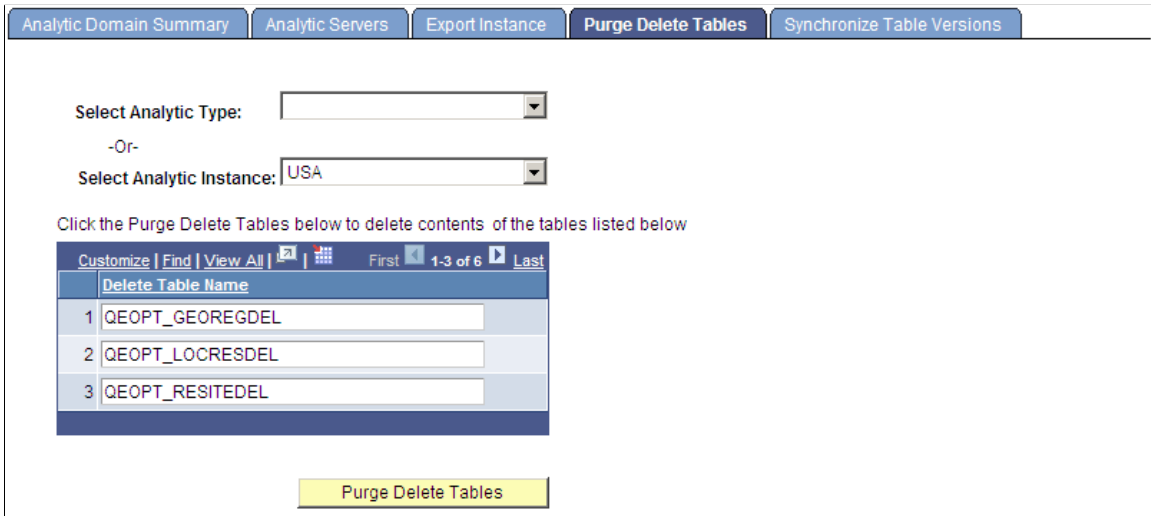 Analytic Domain Summary Analytic Servers Export Instance Purge Delete Tables Synchronize Table Versions
Select Analytic Type:
-Or-
Select Analytic Instance: USA
Click the Purge Delete Tables below to delete contents of the tables listed below
Customize | Find | View All | | First 1-3 of 6 Last
Delete Table Name
1 QEOPT_GEOREGDEL
2 QEOPT_LOCRESDEL
3 QEOPT_RESITEDEL
Purge Delete Tables